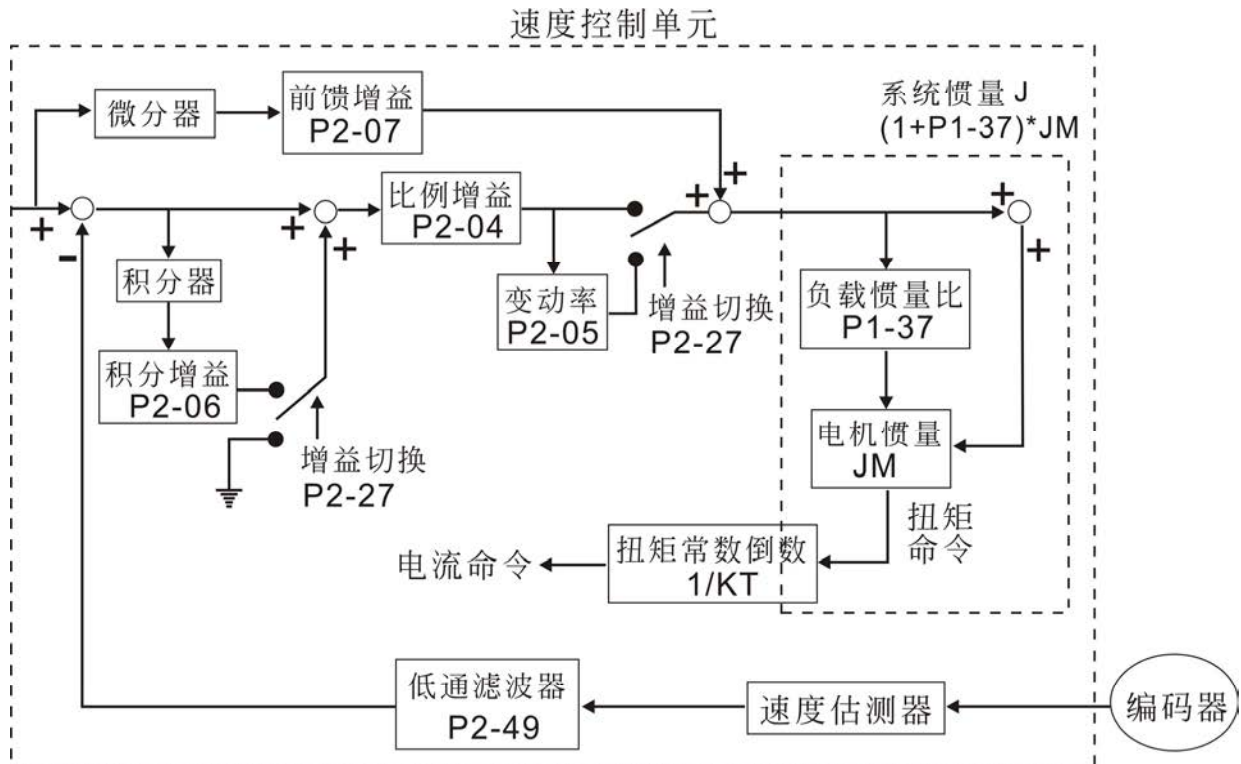 速度控制单元
微分器
前馈增益
P2-07
系统惯量 J
(1+P1-37)*JM
+
-
+
+
比例增益
P2-04
+
+
+
+
积分器
变动率
P2-05
增益切换
P2-27
负载惯量比
P1-37
积分增益
P2-06
增益切换
P2-27
电机惯量
JM
扭矩
命令
电流命令
扭矩常数倒数
1/KT
低通滤波器
P2-49
速度估测器
编码器